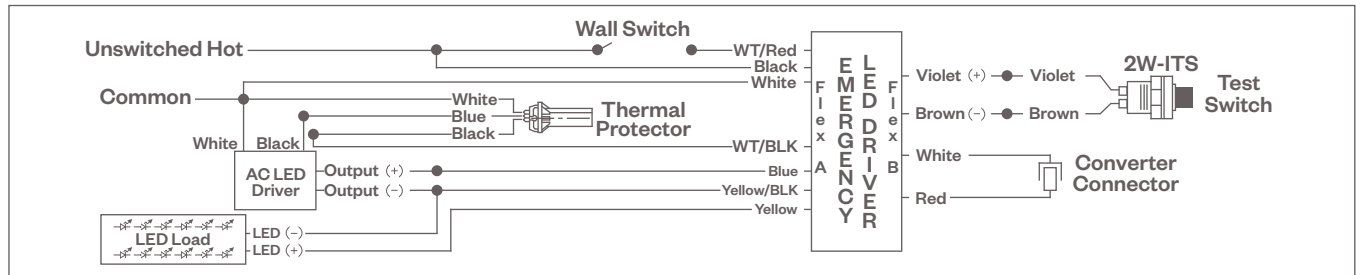 Wall Switch
Unswitched Hot
WT/Red
Black
White
Common
White
Blue
Black
Thermal
Protector
White
Black
WT/BLK
AC LED
Driver
Output (+)
Output (-)
Blue
Yellow/BLK
Yellow
LED Load
LED (-)
LED (+)
Flex A
EMERGENCY
LED DRIVER
Flex B
Violet (+)
Violet
2W-ITS
Test
Switch
Brown (-)
Brown
White
Converter
Connector
Red